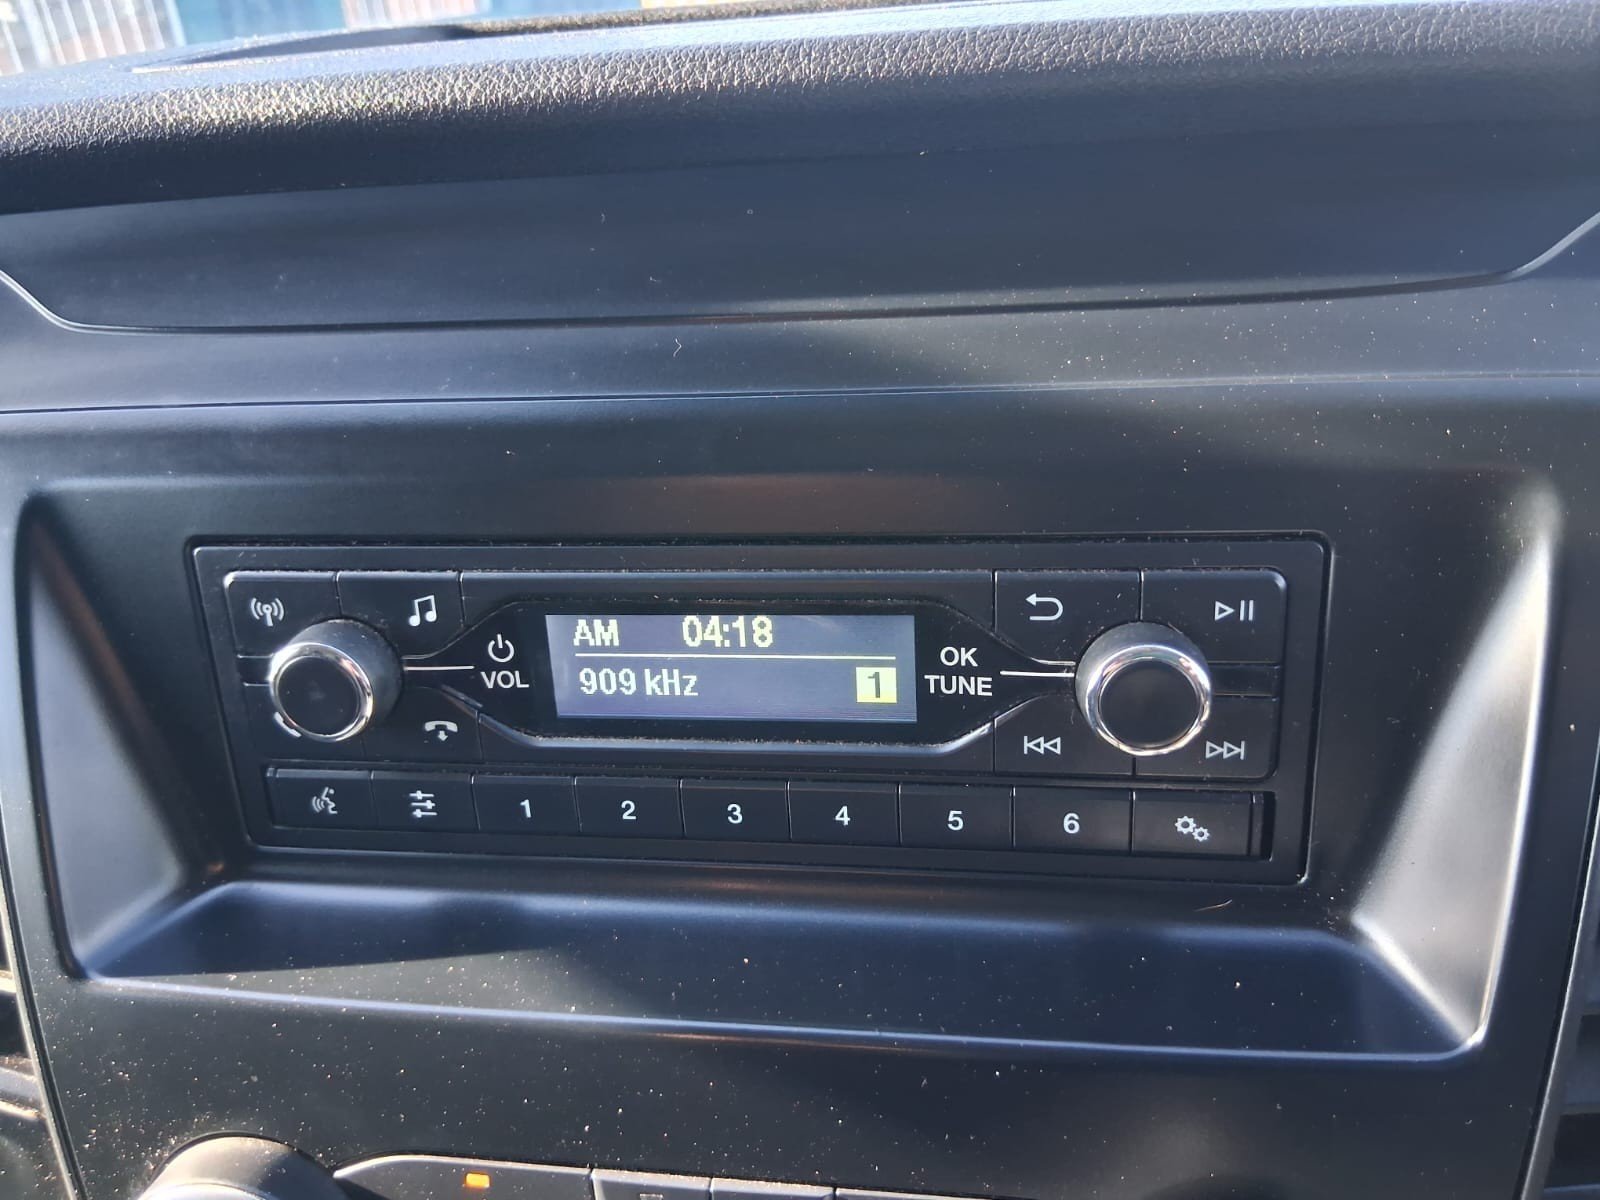 AM 04:18
909 kHz 1
VOL
OK
TUNE
1 2 3 4 5 6